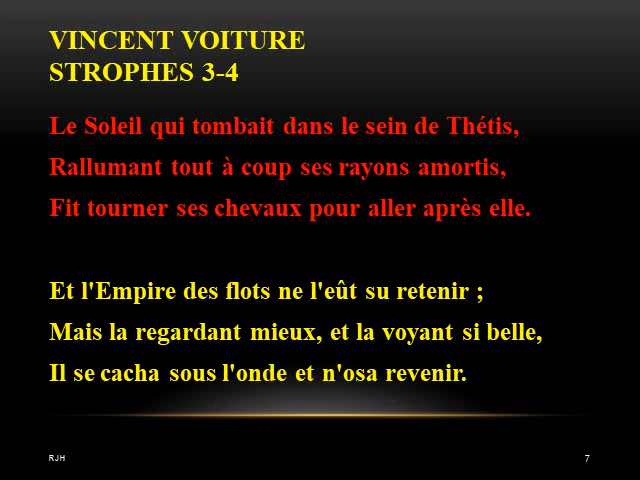 VINCENT VOITURE
STROPHES 3-4
Le Soleil qui tombait dans le sein de Thétis,
Rallumant tout à coup ses rayons amortis,
Fit tourner ses chevaux pour aller après elle.
Et l'Empire des flots ne l'eût su retenir ;
Mais la regardant mieux, et la voyant si belle,
Il se cacha sous l'onde et n'osa revenir.
RJH
7